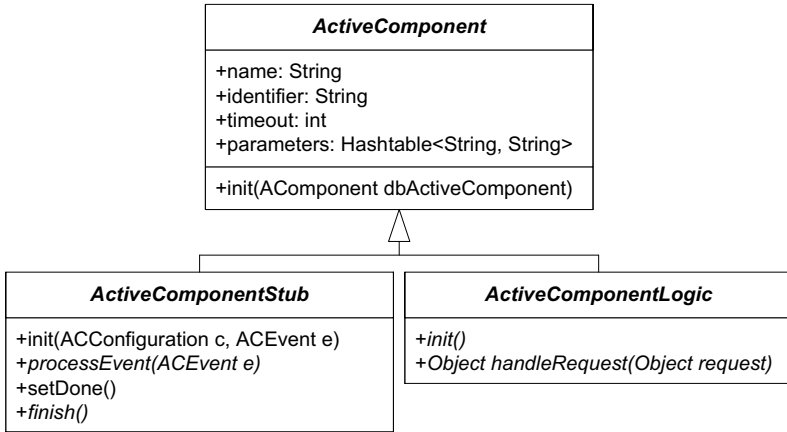 ActiveComponent
+name: String
+identifier: String
+timeout: int
+parameters: Hashtable<String, String>
+init(AComponent dbActiveComponent)
ActiveComponentStub
+init(ACConfiguration c, ACEvent e)
+processEvent(ACEvent e)
+setDone()
+finish()
ActiveComponentLogic
+init()
+Object handleRequest(Object request)